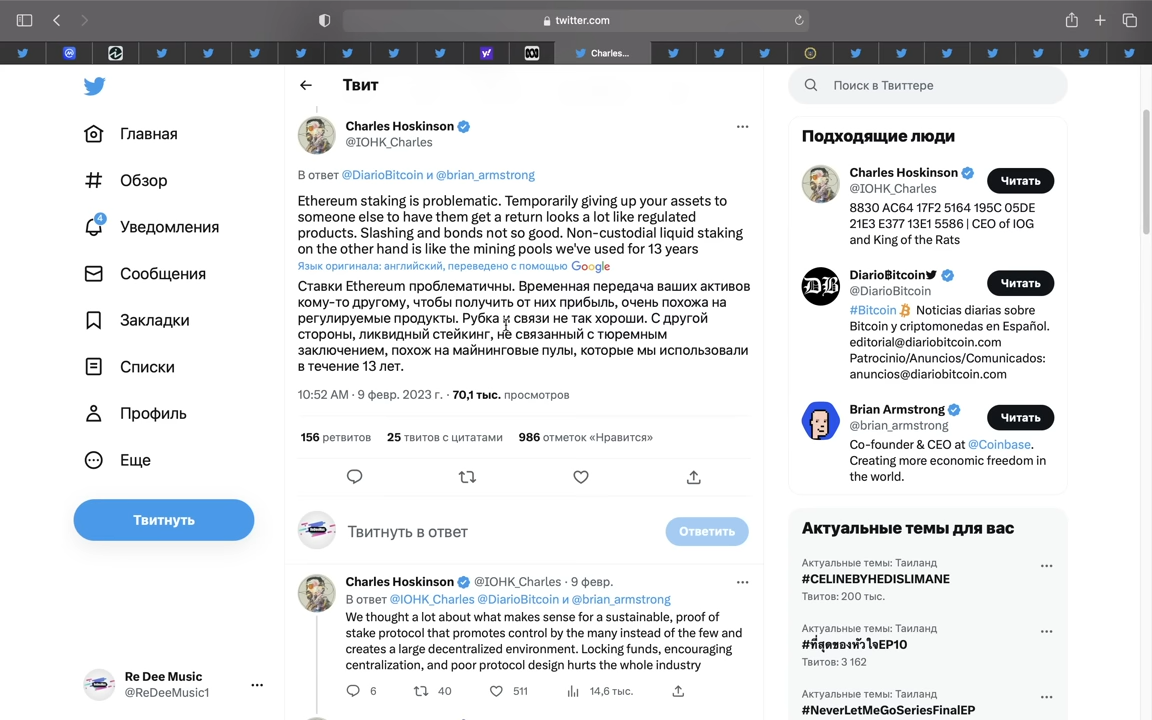 twitter.com
Charles...
Твит
Поиск в Твиттере
Главная
Обзор
4
Уведомления
Сообщения
Закладки
Списки
Профиль
Еще
Твитнуть
Re Dee Music
@ReDeeMusic1
Charles Hoskinson
@IOHK_Charles
В ответ @DiarioBitcoin и @brian_armstrong
Ethereum staking is problematic. Temporarily giving up your assets to
someone else to have them get a return looks a lot like regulated
products. Slashing and bonds not so good. Non-custodial liquid staking
on the other hand is like the mining pools we've used for 13 years
Язык оригинала: английский, переведено с помощью Google
Ставки Ethereum проблематичны. Временная передача ваших активов
кому-то другому, чтобы получить от них прибыль, очень похожа на
регулируемые продукты. Рубка и связи не так хороши. С другой
стороны, ликвидный стейкинг, не связанный с тюремным
заключением, похож на майнинговые пулы, которые мы использовали
в течение 13 лет.
10:52 AM · 9 февр. 2023 г. · 70,1 тыс. просмотров
156 ретвитов 25 твитов с цитатами 986 отметок «Нравится»
Твитнуть в ответ
Ответить
Charles Hoskinson @IOHK_Charles · 9 февр.
В ответ @IOHK_Charles @DiarioBitcoin и @brian_armstrong
We thought a lot about what makes sense for a sustainable, proof of
stake protocol that promotes control by the many instead of the few and
creates a large decentralized environment. Locking funds, encouraging
centralization, and poor protocol design hurts the whole industry
6 40 511 14,6 тыс.
Подходящие люди
Charles Hoskinson
@IOHK_Charles
Читать
8830 AC64 17F2 5164 195C 05DE
21E3 E377 13E1 5586 | CEO of IOG
and King of the Rats
DB
Diario฿itcoin
@DiarioBitcoin
Читать
#Bitcoin Noticias diarias sobre
Bitcoin y criptomonedas en Español.
editorial@diariobitcoin.com
Patrocinio/Anuncios/Comunicados:
anuncios@diariobitcoin.com
Brian Armstrong
@brian_armstrong
Читать
Co-founder & CEO at @Coinbase.
Creating more economic freedom in
the world.
Актуальные темы для вас
Актуальные темы: Таиланд
#CELINEBYHEDISLIMANE
Твитов: 200 тыс.
Актуальные темы: Таиланд
#ที่สุดของหัวใจEP10
Твитов: 3 162
Актуальные темы: Таиланд
#NeverLetMeGoSeriesFinalEP